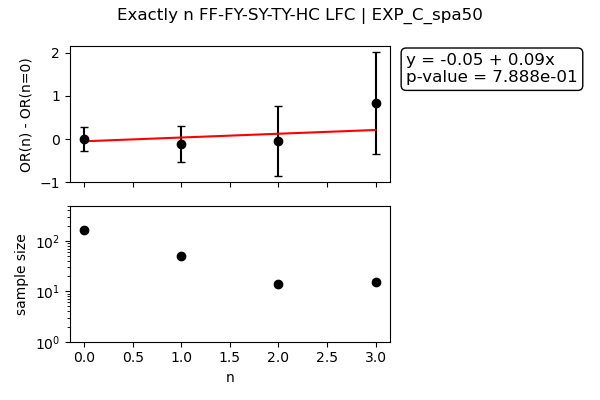 Exactly n FF-FY-SY-TY-HC LFC | EXP_C_spa50
y = -0.05 + 0.09x
p-value = 7.888e-01
OR(n) - OR(n=0)
2
1
0
−1
sample size
10²
10¹
10⁰
0.0 0.5 1.0 1.5 2.0 2.5 3.0
n